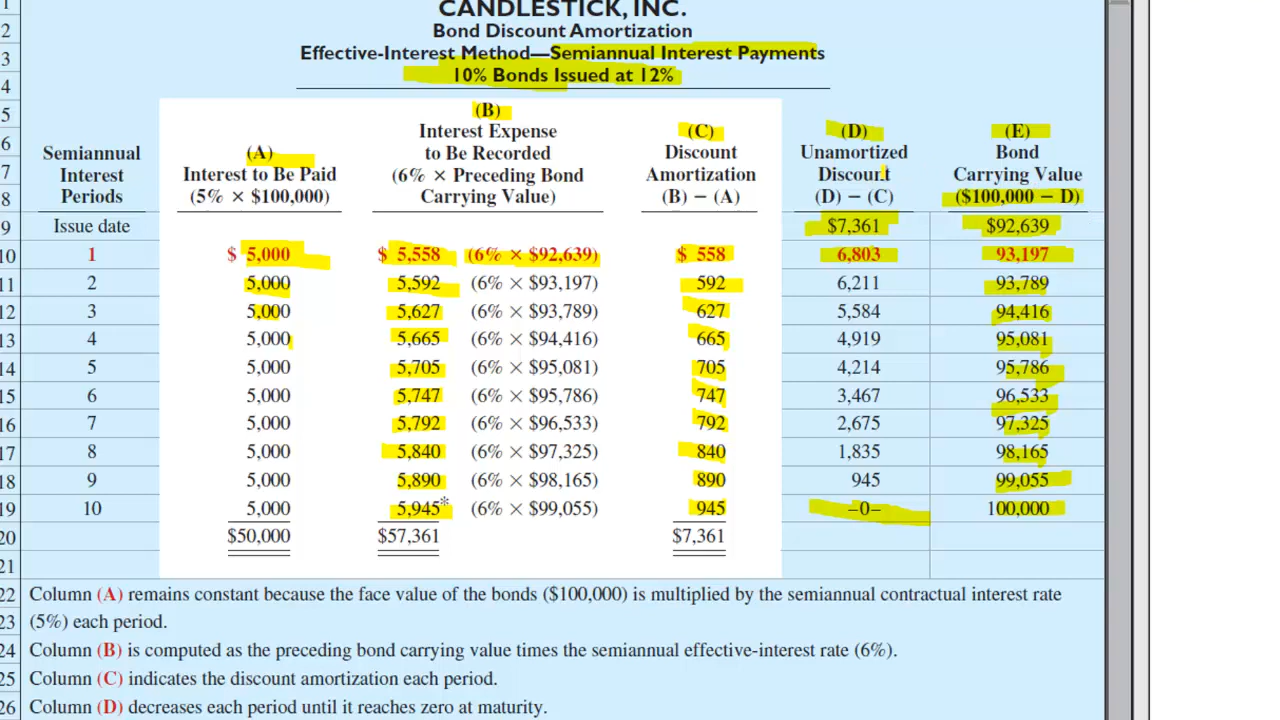 CANDLESTICK, INC.
2 Bond Discount Amortization
3 Effective-Interest Method—Semiannual Interest Payments
4 10% Bonds Issued at 12%
5 (B)
6 Interest Expense (C) (D) (E)
Semiannual (A) to Be Recorded Discount Unamortized Bond
7 Interest Interest to Be Paid (6% × Preceding Bond Amortization Discount Carrying Value
8 Periods (5% × $100,000) Carrying Value) (B) − (A) (D) − (C) ($100,000 − D)
9 Issue date $7,361 $92,639
10 1 $ 5,000 $ 5,558 (6% × $92,639) $ 558 6,803 93,197
11 2 5,000 5,592 (6% × $93,197) 592 6,211 93,789
12 3 5,000 5,627 (6% × $93,789) 627 5,584 94,416
13 4 5,000 5,665 (6% × $94,416) 665 4,919 95,081
14 5 5,000 5,705 (6% × $95,081) 705 4,214 95,786
15 6 5,000 5,747 (6% × $95,786) 747 3,467 96,533
16 7 5,000 5,792 (6% × $96,533) 792 2,675 97,325
17 8 5,000 5,840 (6% × $97,325) 840 1,835 98,165
18 9 5,000 5,890 (6% × $98,165) 890 945 99,055
19 10 5,000 5,945* (6% × $99,055) 945 –0– 100,000
20 $50,000 $57,361 $7,361
21
22 Column (A) remains constant because the face value of the bonds ($100,000) is multiplied by the semiannual contractual interest rate
23 (5%) each period.
24 Column (B) is computed as the preceding bond carrying value times the semiannual effective-interest rate (6%).
25 Column (C) indicates the discount amortization each period.
26 Column (D) decreases each period until it reaches zero at maturity.